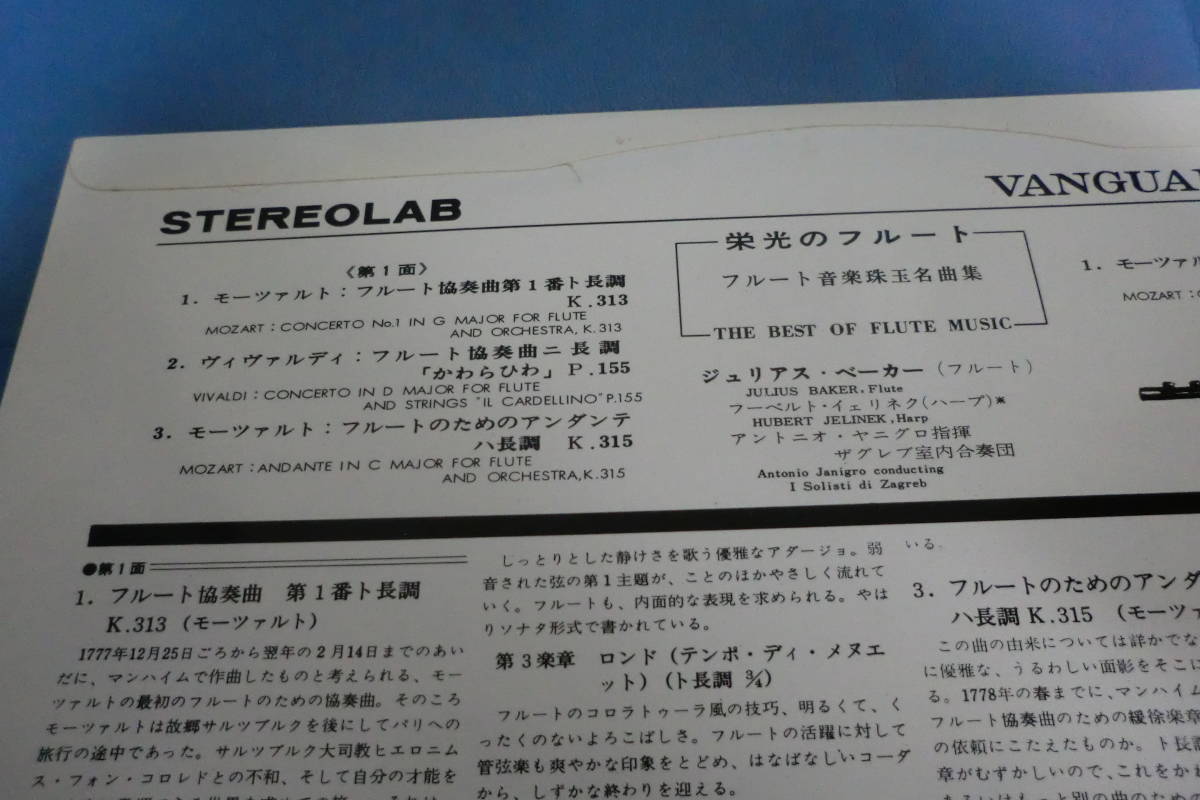 STEREOLAB
VANGUA
〈第1面〉
1. モーツァルト：フルート協奏曲第1番ト長調
K.313
MOZART : CONCERTO No.1 IN G MAJOR FOR FLUTE
AND ORCHESTRA, K.313
2. ヴィヴァルディ：フルート協奏曲ニ長調
「かわらひわ」P.155
VIVALDI : CONCERTO IN D MAJOR FOR FLUTE
AND STRINGS "IL CARDELLINO" P.155
3. モーツァルト：フルートのためのアンダンテ
ハ長調 K.315
MOZART : ANDANTE IN C MAJOR FOR FLUTE
AND ORCHESTRA, K.315
栄光のフルート
フルート音楽珠玉名曲集
THE BEST OF FLUTE MUSIC
ジュリアス・ベーカー(フルート)
JULIUS BAKER, Flute
フーベルト・イェリネク(ハープ)※
HUBERT JELINEK, Harp
アントニオ・ヤニグロ指揮
ザグレブ室内合奏団
Antonio Janigro conducting
I Solisti di Zagreb
1. モーツァ
MOZART :
●第1面
1. フルート協奏曲 第1番ト長調
K.313 (モーツァルト)
1777年12月25日ごろから翌年の2月14日までのあい
だに、マンハイムで作曲したものと考えられる、モー
ツァルトの最初のフルートのための協奏曲。そのころ
モーツァルトは故郷サルツブルクを後にしてパリへの
旅行の途中であった。サルツブルク大司教ヒエロニム
ス・フォン・コロレドとの不和、そして自分の才能を
しっとりとした静けさを歌う優雅なアダージョ。弱
音された弦の第1主題が、ことのほかやさしく流れて
いく。フルートも、内面的な表現を求められる。やは
りソナタ形式で書かれている。
第3楽章 ロンド(テンポ・ディ・メヌエ
ット)(ト長調 3/4)
フルートのコロラトゥーラ風の技巧、明るくて、く
ったくのないよろこばしさ。フルートの活躍に対して
管弦楽も爽やかな印象をとどめ、はなばなしいコーダ
から、しずかな終わりを迎える。
いる。
3. フルートのためのアンダ
ハ長調 K.315 (モーツァ
この曲の由来については詳かでな
に優雅な、うるわしい面影をそこに
る。1778年の春までに、マンハイム
フルート協奏曲のための緩徐楽章
の依頼にこたえたものか。ト長調
章がむずかしいので、これをかわ
あるいはもっと別の曲のための